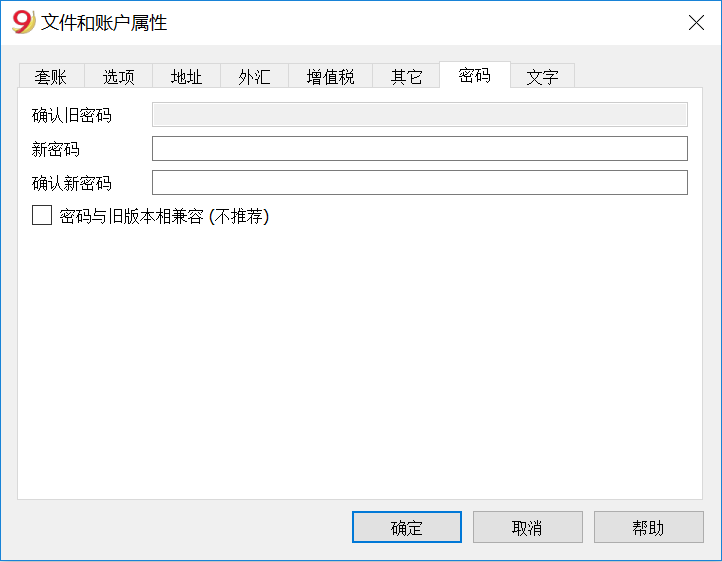 9 文件和账户属性
套账 选项 地址 外汇 增值税 其它 密码 文字
确认旧密码
新密码
确认新密码
密码与旧版本相兼容 (不推荐)
确定 取消 帮助